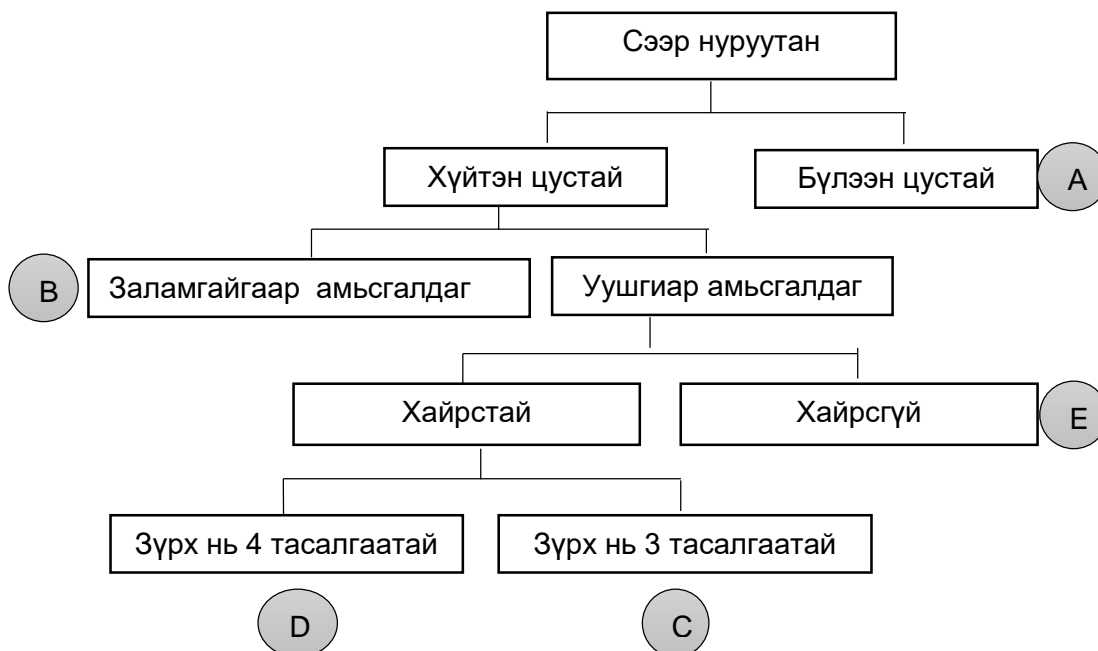 Сээр нуруутан
Хүйтэн цустай
Бүлээн цустай
A
B
Заламгайгаар амьсгалдаг
Уушгиар амьсгалдаг
Хайрстай
Хайрсгүй
E
Зүрх нь 4 тасалгаатай
Зүрх нь 3 тасалгаатай
D
C